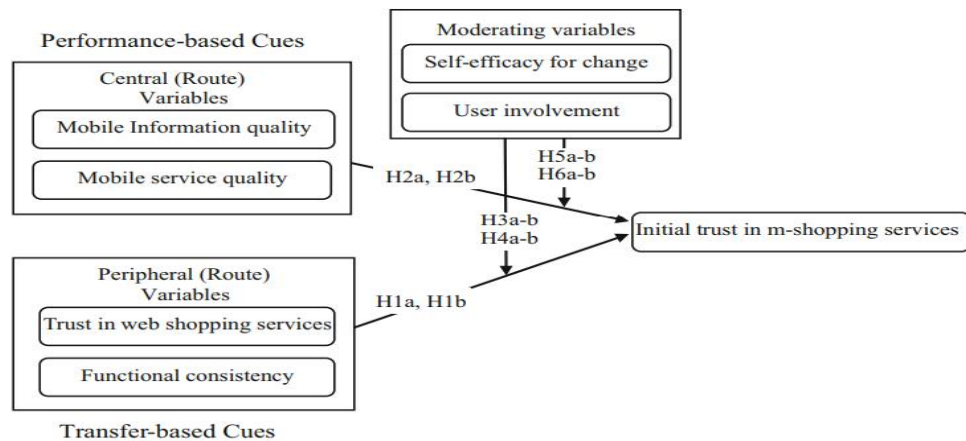 Performance-based Cues
Central (Route)
Variables
Mobile Information quality
Mobile service quality
Moderating variables
Self-efficacy for change
User involvement
H5a-b
H6a-b
H2a, H2b
H3a-b
H4a-b
Initial trust in m-shopping services
Peripheral (Route)
Variables
H1a, H1b
Trust in web shopping services
Functional consistency
Transfer-based Cues